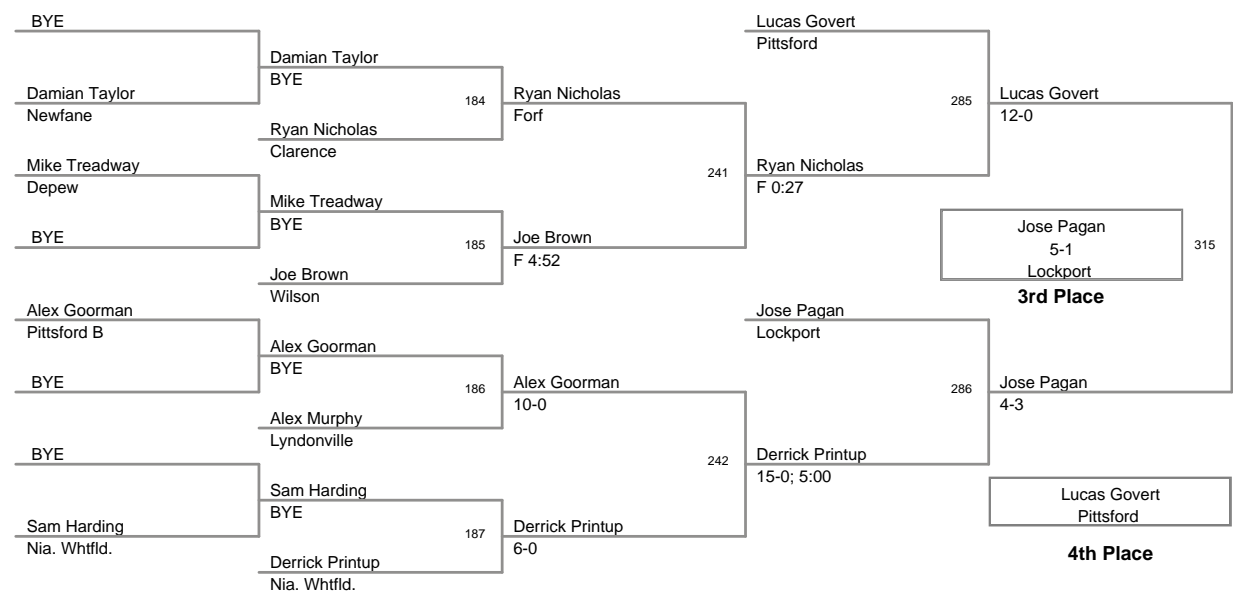 BYE
Damian Taylor
Newfane
Mike Treadway
Depew
BYE
Alex Goorman
Pittsford B
BYE
BYE
Sam Harding
Nia. Whtfld.
Damian Taylor
BYE
184
Ryan Nicholas
Clarence
Mike Treadway
BYE
185
Joe Brown
Wilson
Alex Goorman
BYE
186
Alex Murphy
Lyndonville
Sam Harding
BYE
187
Derrick Printup
Nia. Whtfld.
Ryan Nicholas
Forf
241
Joe Brown
F 4:52
Alex Goorman
10-0
242
Derrick Printup
6-0
Lucas Govert
Pittsford
285
Ryan Nicholas
F 0:27
Jose Pagan
Lockport
286
Derrick Printup
15-0; 5:00
Lucas Govert
12-0
Jose Pagan
5-1
Lockport
315
3rd Place
Jose Pagan
4-3
Lucas Govert
Pittsford
4th Place